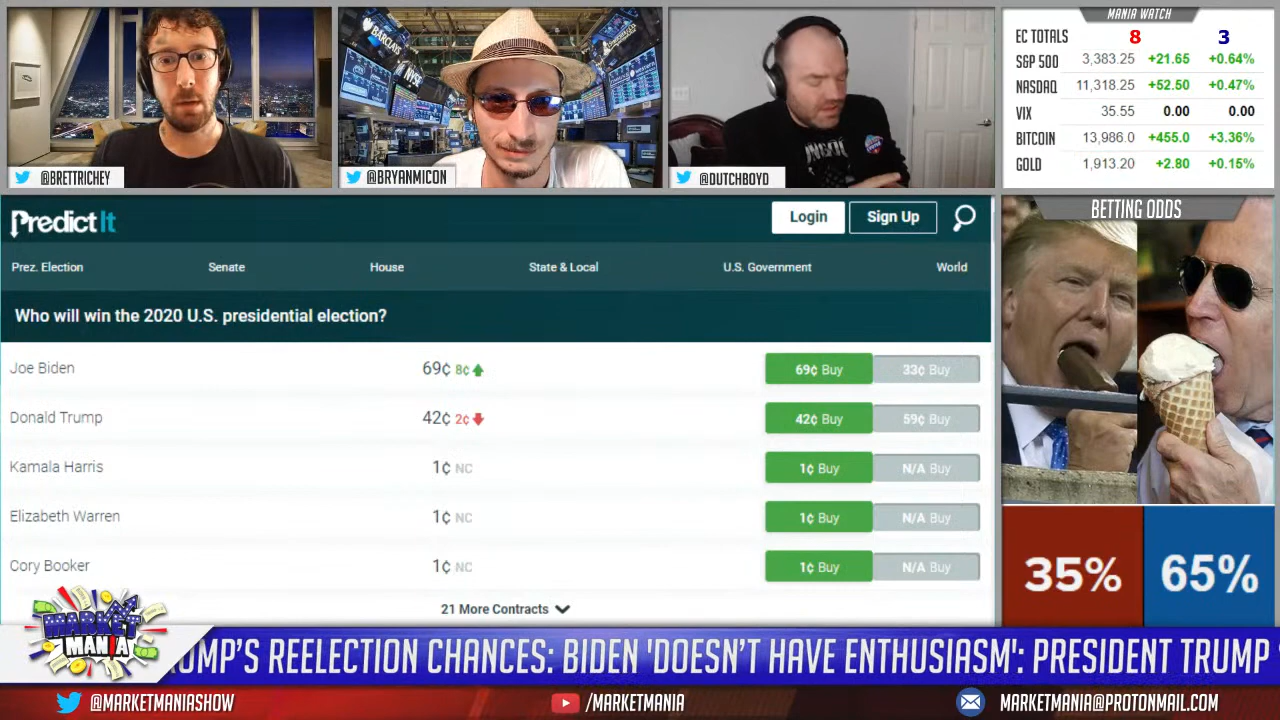 @BRETTRICHEY
@BRYANMICON
@DUTCHBOYD
BARCLAYS
NYSE
MANIA WATCH
EC TOTALS 8 3
S&P 500 3,383.25 +21.65 +0.64%
NASDAQ 11,318.25 +52.50 +0.47%
VIX 35.55 0.00 0.00
BITCOIN 13,986.0 +455.0 +3.36%
GOLD 1,913.20 +2.80 +0.15%
PredictIt
Login Sign Up
Prez. Election Senate House State & Local U.S. Government World
Who will win the 2020 U.S. presidential election?
Joe Biden 69¢ 8¢ 69¢ Buy 33¢ Buy
Donald Trump 42¢ 2¢ 42¢ Buy 59¢ Buy
Kamala Harris 1¢ NC 1¢ Buy N/A Buy
Elizabeth Warren 1¢ NC 1¢ Buy N/A Buy
Cory Booker 1¢ NC 1¢ Buy N/A Buy
21 More Contracts
BETTING ODDS
35% 65%
MARKET
MANIA
UMP'S REELECTION CHANCES: BIDEN 'DOESN'T HAVE ENTHUSIASM': PRESIDENT TRUMP '
@MARKETMANIASHOW /MARKETMANIA MARKETMANIA@PROTONMAIL.COM